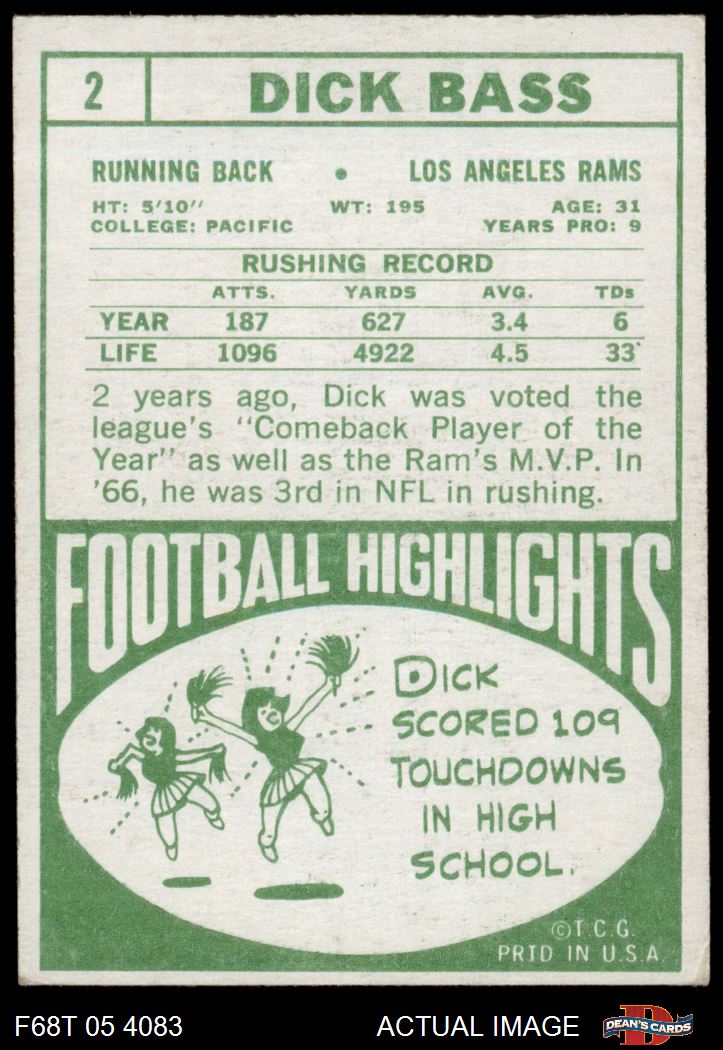 2 DICK BASS
RUNNING BACK • LOS ANGELES RAMS
HT: 5'10" WT: 195 AGE: 31
COLLEGE: PACIFIC YEARS PRO: 9
RUSHING RECORD
ATTS. YARDS AVG. TDs
YEAR 187 627 3.4 6
LIFE 1096 4922 4.5 33
2 years ago, Dick was voted the
league's "Comeback Player of the
Year" as well as the Ram's M.V.P. In
'66, he was 3rd in NFL in rushing.
FOOTBALL HIGHLIGHTS
DICK
SCORED 109
TOUCHDOWNS
IN HIGH
SCHOOL.
©T.C.G.
PRTD IN U.S.A
F68T 05 4083 ACTUAL IMAGE D DEAN'S CARDS